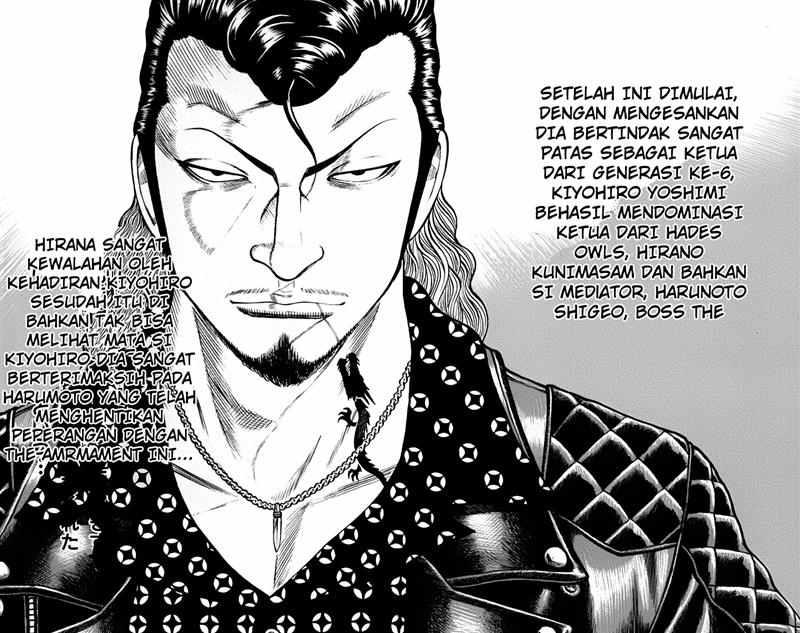 SETELAH INI DIMULAI,
DENGAN MENGESANKAN
DIA BERTINDAK SANGAT
PATAS SEBAGAI KETUA
DARI GENERASI KE-6,
KIYOHIRO YOSHIMI
BEHASIL MENDOMINASI
KETUA DARI HADES
OWLS, HIRANO
KUNIMASAM DAN BAHKAN
SI MEDIATOR, HARUNOTO
SHIGEO, BOSS THE
HIRANA SANGAT
KEWALAHAN OLEH
KEHADIRAN KIYOHIRO
SESUDAH ITU DI
BAHKAN TAK BISA
MELIHAT MATA SI
KIYOHIRO-DIA SANGAT
BERTERIMAKSIH PADA
HARUMOTO YANG TELAH
MENGHENTIKAN
PEPERANGAN DENGAN
THE AMRMAMENT INI...